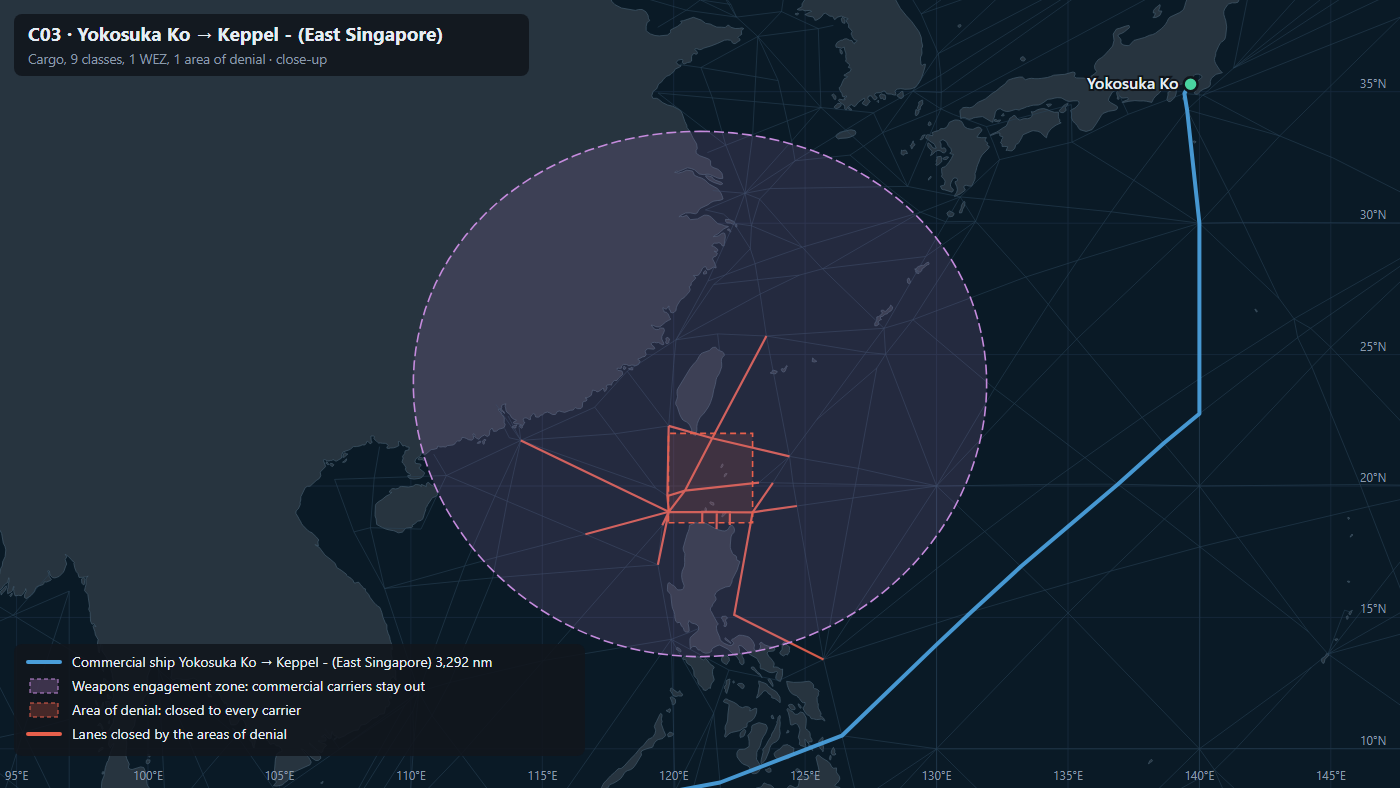 C03 · Yokosuka Ko → Keppel - (East Singapore)
Cargo, 9 classes, 1 WEZ, 1 area of denial · close-up
Yokosuka Ko
35°N
30°N
25°N
20°N
15°N
10°N
Commercial ship Yokosuka Ko → Keppel - (East Singapore) 3,292 nm
Weapons engagement zone: commercial carriers stay out
Area of denial: closed to every carrier
Lanes closed by the areas of denial
95°E 100°E 105°E 110°E 115°E 120°E 125°E 130°E 135°E 140°E 145°E